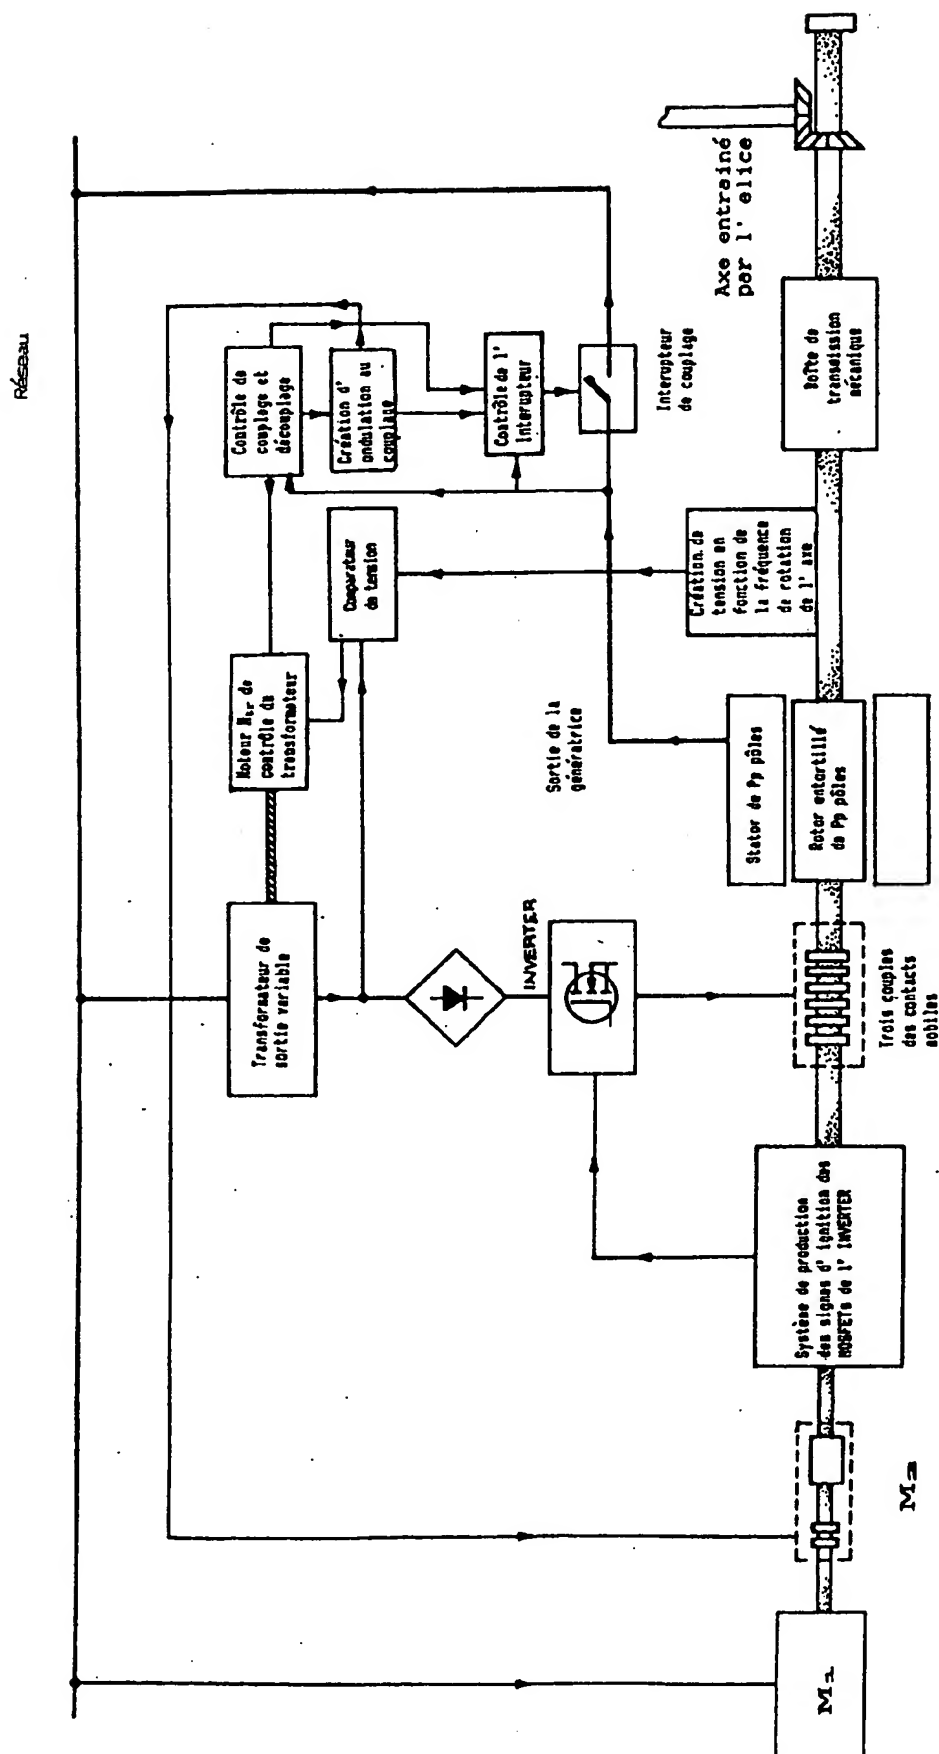 Réseau
Contrôle de
couplage et
découplage
Création d'
ondulation au
couplage
Contrôle de l'
Interupteur
Interupteur
de couplage
Axe entrainé
par l' elice
Boîte de
transmission
mécanique
Comparateur
de tension
Création de
tension en
fonction de
la fréquence
de rotation
de l' axe
Moteur Mtr de
contrôle du
transformateur
Sortie de la
génératrice
Stator de Pp pôles
Rotor entortillé
de Pp pôles
Transformateur de
sortie variable
INVERTER
Trois couples
des contacts
mobiles
Système de production
des signes d' ignition des
MOSFETs de l' INVERTER
M2
M1